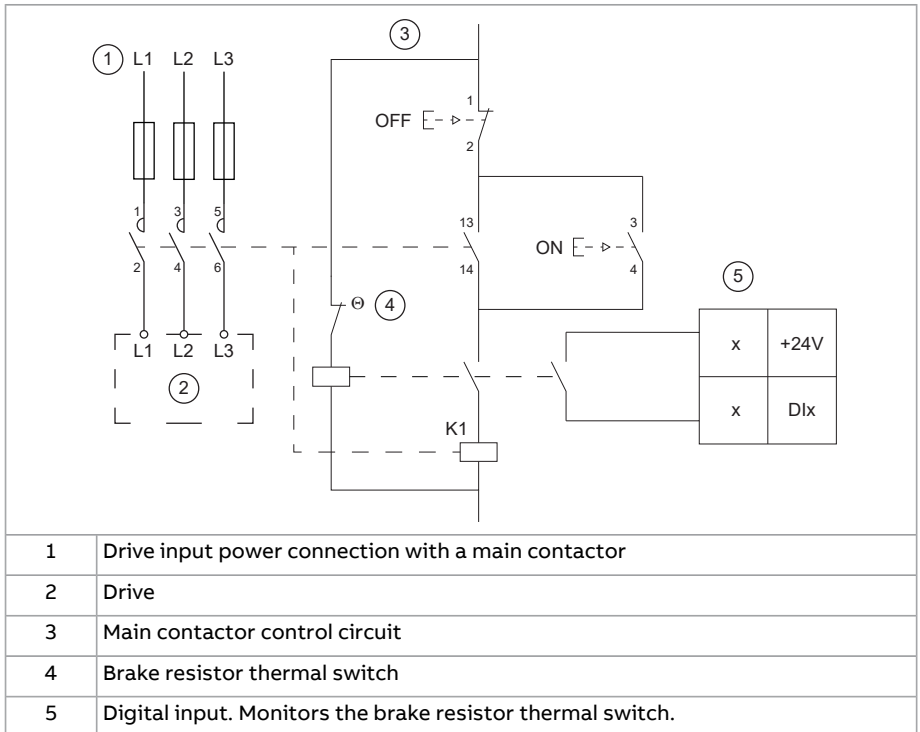 3
1 L1 L2 L3
1
OFF
2
1 3 5
13
3
ON
2 4 6
14
4
5
Θ 4
L1 L2 L3
x +24V
2
x DIx
K1
1 Drive input power connection with a main contactor
2 Drive
3 Main contactor control circuit
4 Brake resistor thermal switch
5 Digital input. Monitors the brake resistor thermal switch.